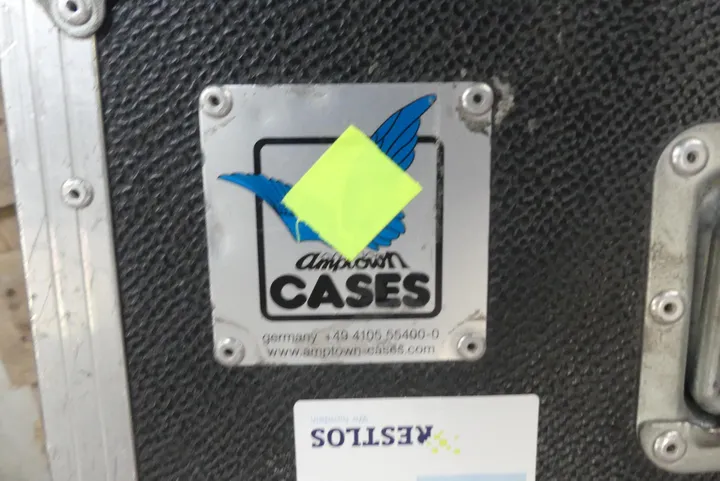 amptown
CASES
germany +49 4105 55400-0
www.amptown-cases.com
RESTLOS